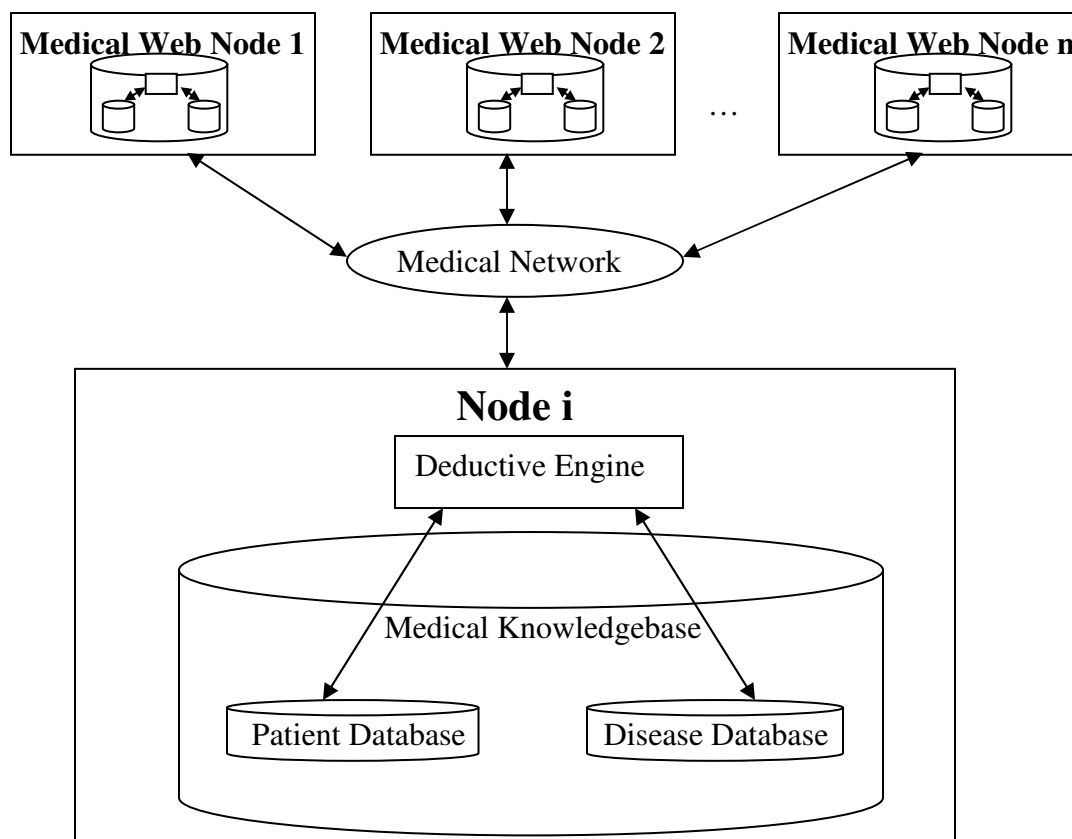 Medical Web Node 1
Medical Web Node 2
Medical Web Node n
…
Medical Network
Node i
Deductive Engine
Medical Knowledgebase
Patient Database
Disease Database